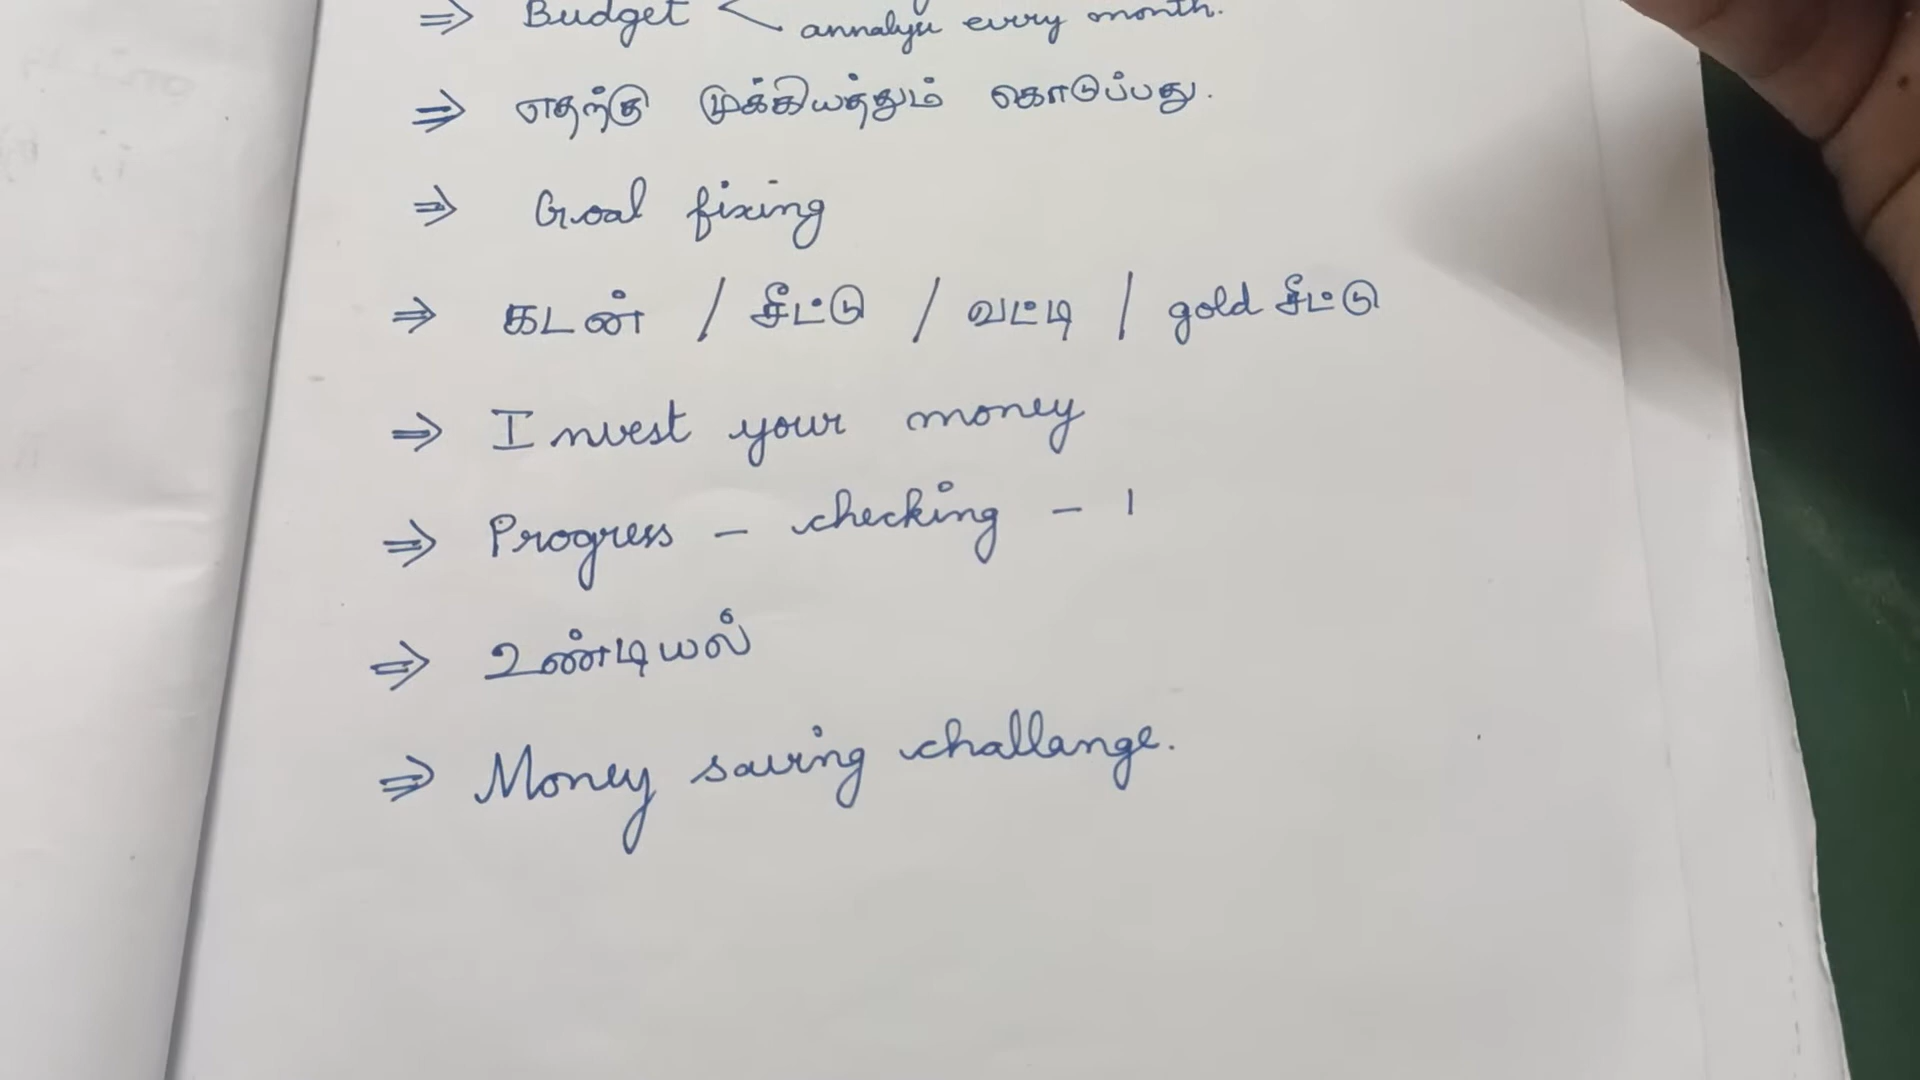 ⇒ Budget < annalyse every month.
⇒ எதற்கு முக்கியத்தும் கொடுப்பது.
⇒ Goal fixing
⇒ கடன் / சீட்டு / வட்டி / gold சீட்டு
⇒ Invest your money
⇒ Progress - checking - 1
⇒ உண்டியல்
⇒ Money saving challange.